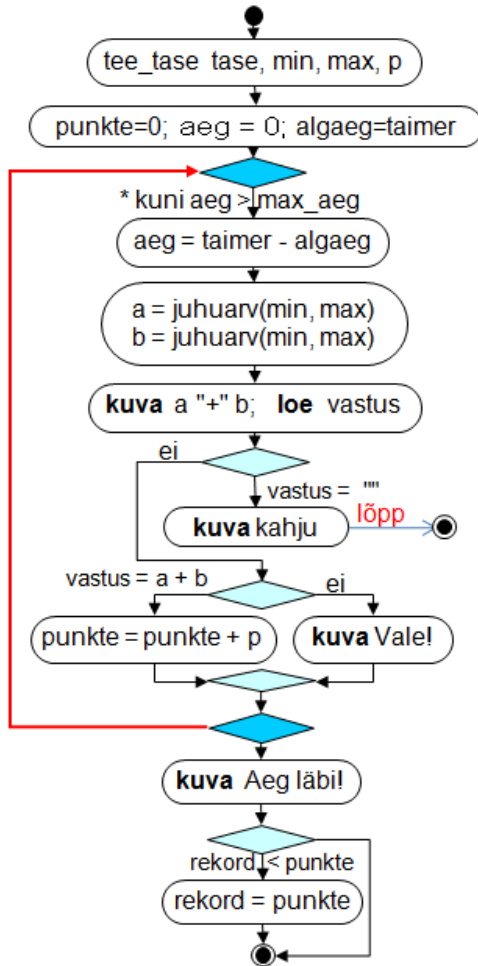 tee_tase tase, min, max, p
punkte=0; aeg = 0; algaeg=taimer
* kuni aeg > max_aeg
aeg = taimer - algaeg
a = juhuarv(min, max)
b = juhuarv(min, max)
kuva a "+" b; loe vastus
ei
vastus = ""
kuva kahju
lõpp
vastus = a + b
ei
punkte = punkte + p
kuva Vale!
kuva Aeg läbi!
rekord < punkte
rekord = punkte